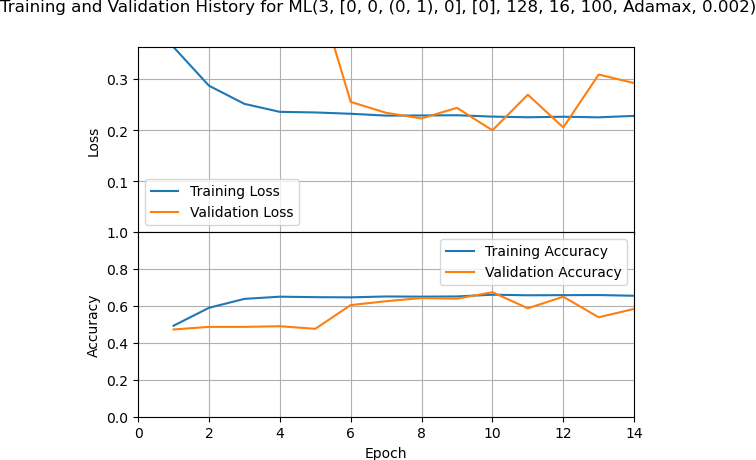 Training and Validation History for ML(3, [0, 0, (0, 1), 0], [0], 128, 16, 100, Adamax, 0.002)
0.3
0.2
0.1
Loss
Training Loss
Validation Loss
1.0
0.8
0.6
0.4
0.2
0.0
Accuracy
Training Accuracy
Validation Accuracy
0 2 4 6 8 10 12 14
Epoch